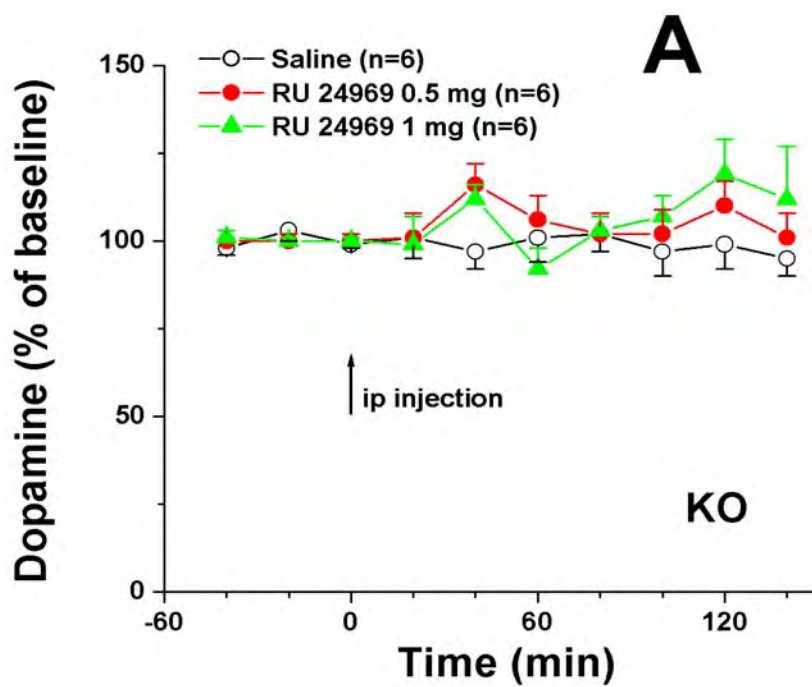 A
Saline (n=6)
RU 24969 0.5 mg (n=6)
RU 24969 1 mg (n=6)
Dopamine (% of baseline)
150
100
50
0
ip injection
KO
-60
0
60
120
Time (min)